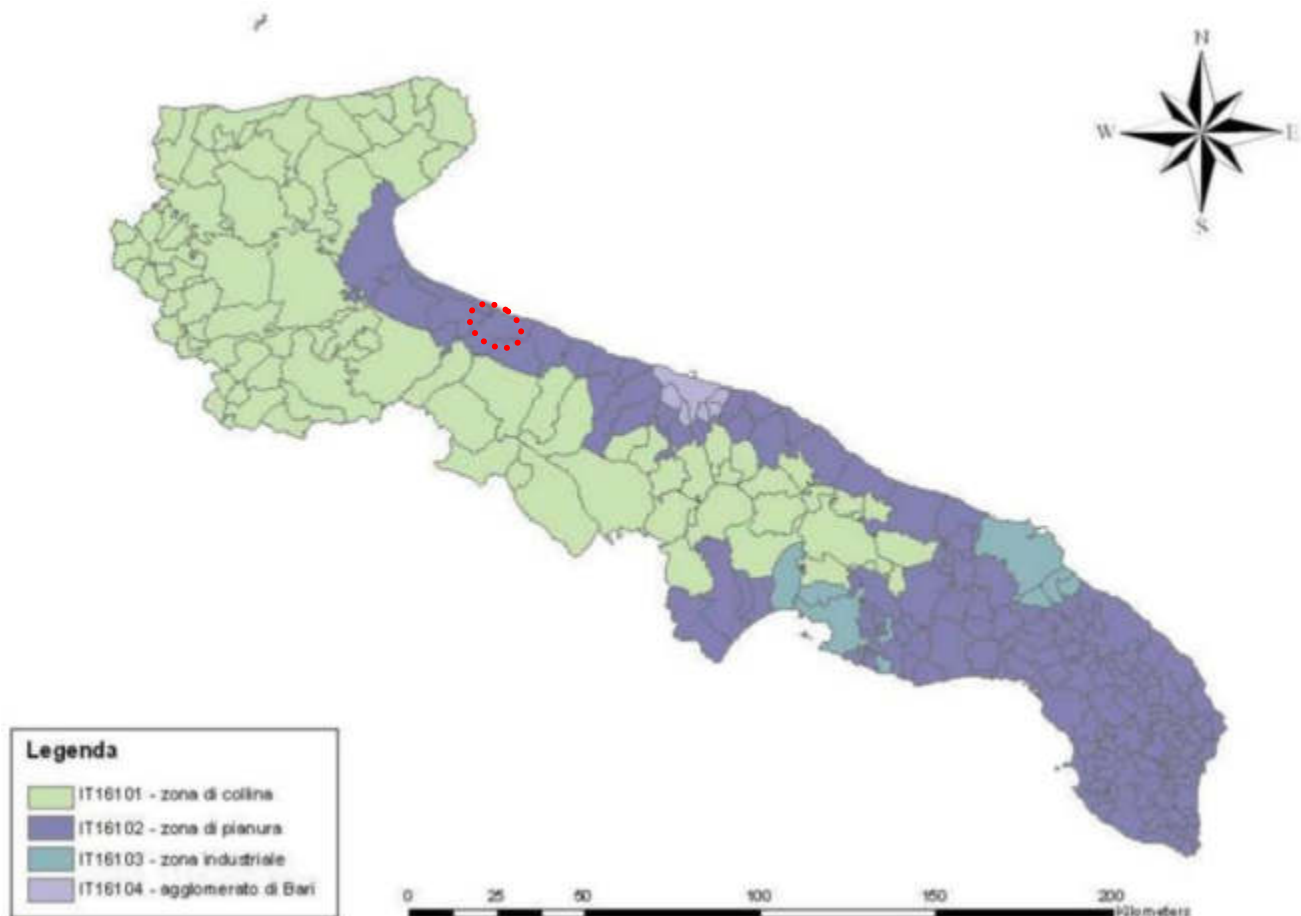 N
W E
S
Legenda
IT16101 - zona di collina
IT16102 - zona di pianura
IT16103 - zona industriale
IT16104 - agglomerato di Bari
0 25 50 100 150 200
Kilometers